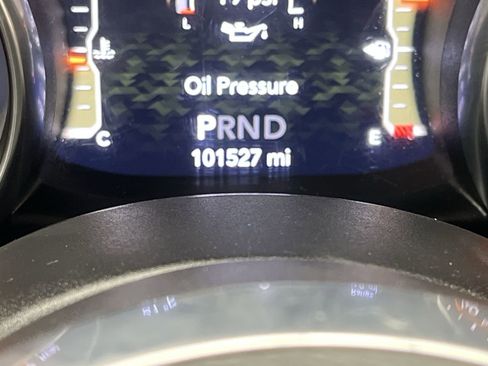 psi
L H
Oil Pressure
PRND
C E
101527 mi